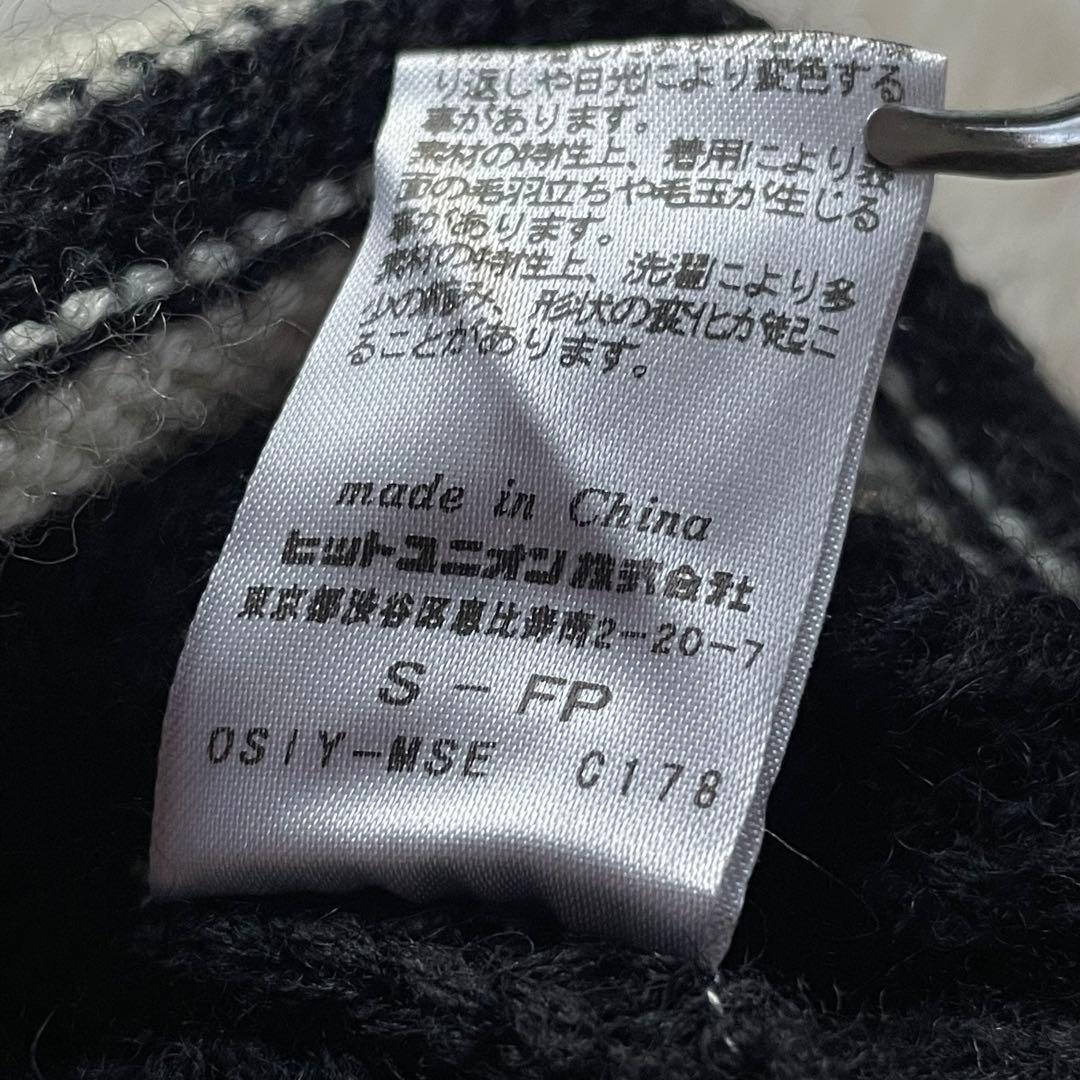 り返しや日光により変色する
事があります。
素材の特性上、着用により表
面の毛羽立ちや毛玉が生じる
事があります。
素材の特性上、洗濯により多
少の縮み、形状の変化が起こ
ることがあります。
made in China
ヒットユニオン株式会社
東京都渋谷区恵比寿南2-20-7
S - FP
OSIY-MSE C178